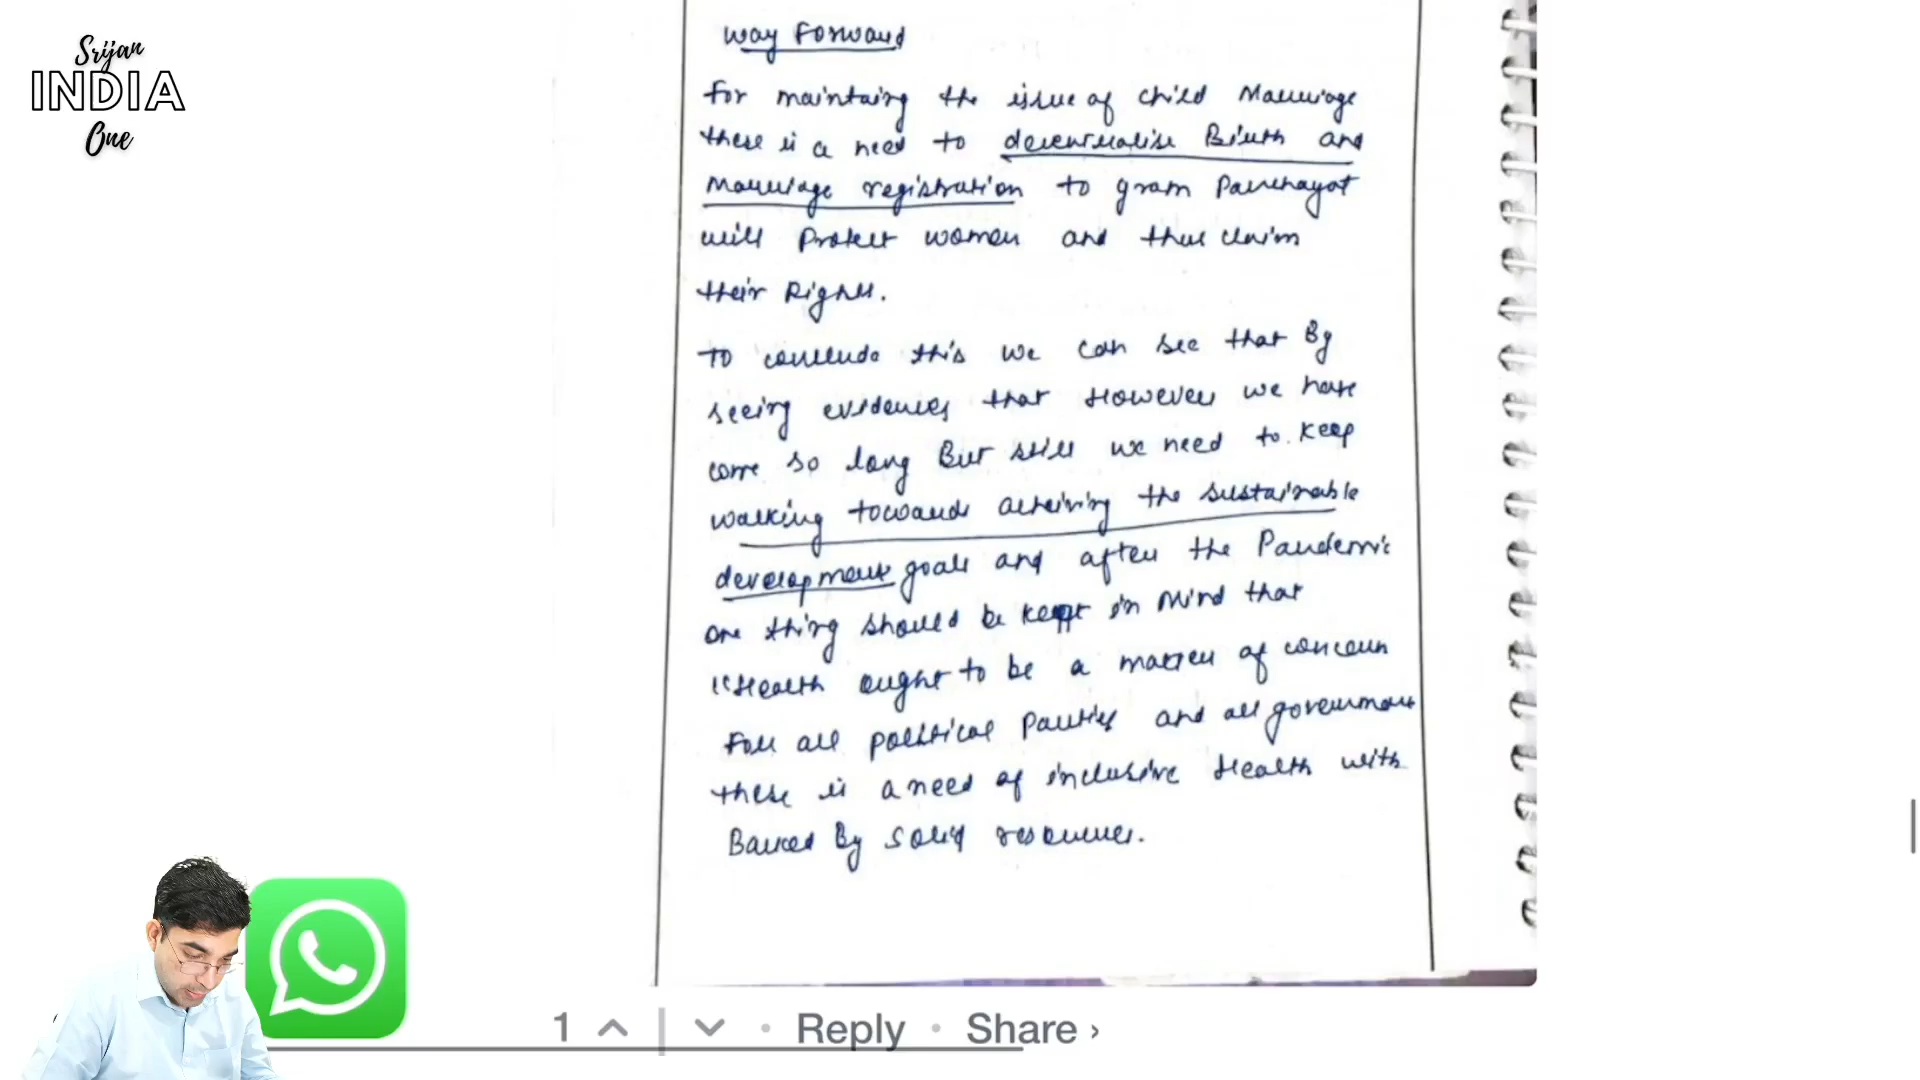 Srijan
INDIA
One
Way Forward
For maintaing the issue of child Marriage
there is a need to decentralise Birth and
Marriage registration to gram Panchayat
will Protect women and thus claim
their Rights.
To conclude this we can see that By
seeing evidences that However we have
come so long But still we need to keep
walking towards acheiving the sustainable
development goals and after the Pandemic
one thing should be kept in Mind that
"Health ought to be a matter of concern
for all political Parties and all government
there is a need of inclusive Health with
Backed By solid resources.
1 Reply Share ›